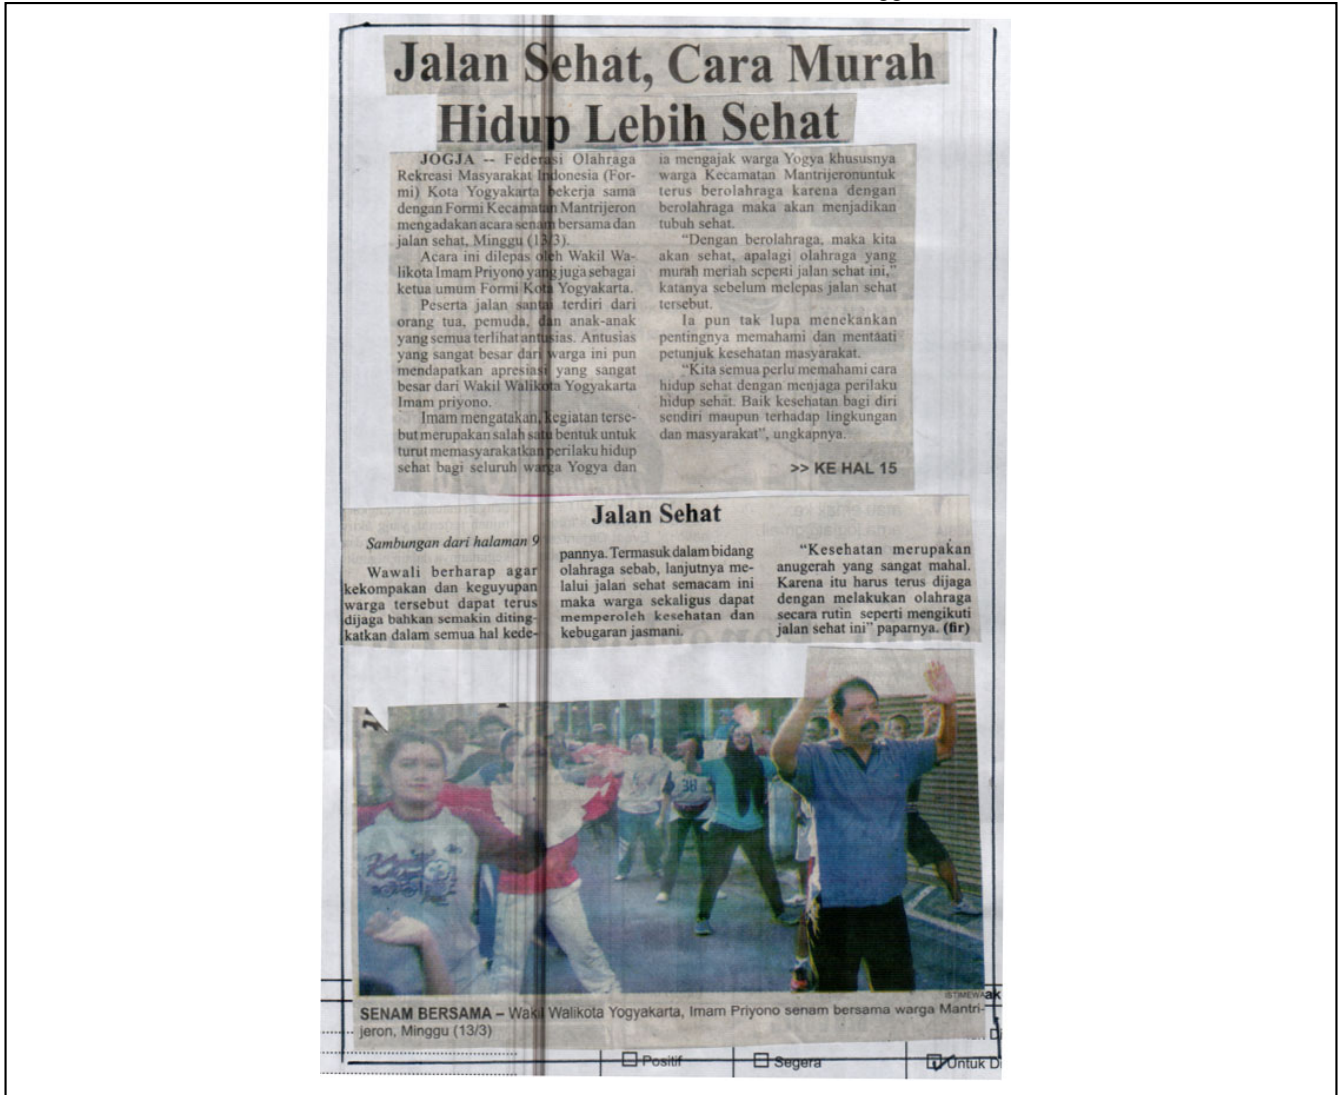 Jalan Sehat, Cara Murah
Hidup Lebih Sehat
JOGJA -- Federasi Olahraga
Rekreasi Masyarakat Indonesia (For-
mi) Kota Yogyakarta bekerja sama
dengan Formi Kecamatan Mantrijeron
mengadakan acara senam bersama dan
jalan sehat, Minggu (13/3).
Acara ini dilepas oleh Wakil Wa-
likota Imam Priyono yang juga sebagai
ketua umum Formi Kota Yogyakarta.
Peserta jalan santai terdiri dari
orang tua, pemuda, dan anak-anak
yang semua terlihat antusias. Antusias
yang sangat besar dari warga ini pun
mendapatkan apresiasi yang sangat
besar dari Wakil Walikota Yogyakarta
Imam priyono.
Imam mengatakan, kegiatan terse-
but merupakan salah satu bentuk untuk
turut memasyarakatkan perilaku hidup
sehat bagi seluruh warga Yogya dan
ia mengajak warga Yogya khususnya
warga Kecamatan Mantrijeronuntuk
terus berolahraga karena dengan
berolahraga maka akan menjadikan
tubuh sehat.
“Dengan berolahraga, maka kita
akan sehat, apalagi olahraga yang
murah meriah seperti jalan sehat ini,”
katanya sebelum melepas jalan sehat
tersebut.
Ia pun tak lupa menekankan
pentingnya memahami dan mentaati
petunjuk kesehatan masyarakat.
“Kita semua perlu memahami cara
hidup sehat dengan menjaga perilaku
hidup sehat. Baik kesehatan bagi diri
sendiri maupun terhadap lingkungan
dan masyarakat”, ungkapnya.
>> KE HAL 15
Jalan Sehat
Sambungan dari halaman 9
Wawali berharap agar
kekompakan dan keguyupan
warga tersebut dapat terus
dijaga bahkan semakin diting-
katkan dalam semua hal kede-
pannya. Termasuk dalam bidang
olahraga sebab, lanjutnya me-
lalui jalan sehat semacam ini
maka warga sekaligus dapat
memperoleh kesehatan dan
kebugaran jasmani.
“Kesehatan merupakan
anugerah yang sangat mahal.
Karena itu harus terus dijaga
dengan melakukan olahraga
secara rutin seperti mengikuti
jalan sehat ini” paparnya. (fir)
38
ISTIMEWA
ak
SENAM BERSAMA – Wakil Walikota Yogyakarta, Imam Priyono senam bersama warga Mantri-
jeron, Minggu (13/3)
Di
Positif
Segera
Untuk D